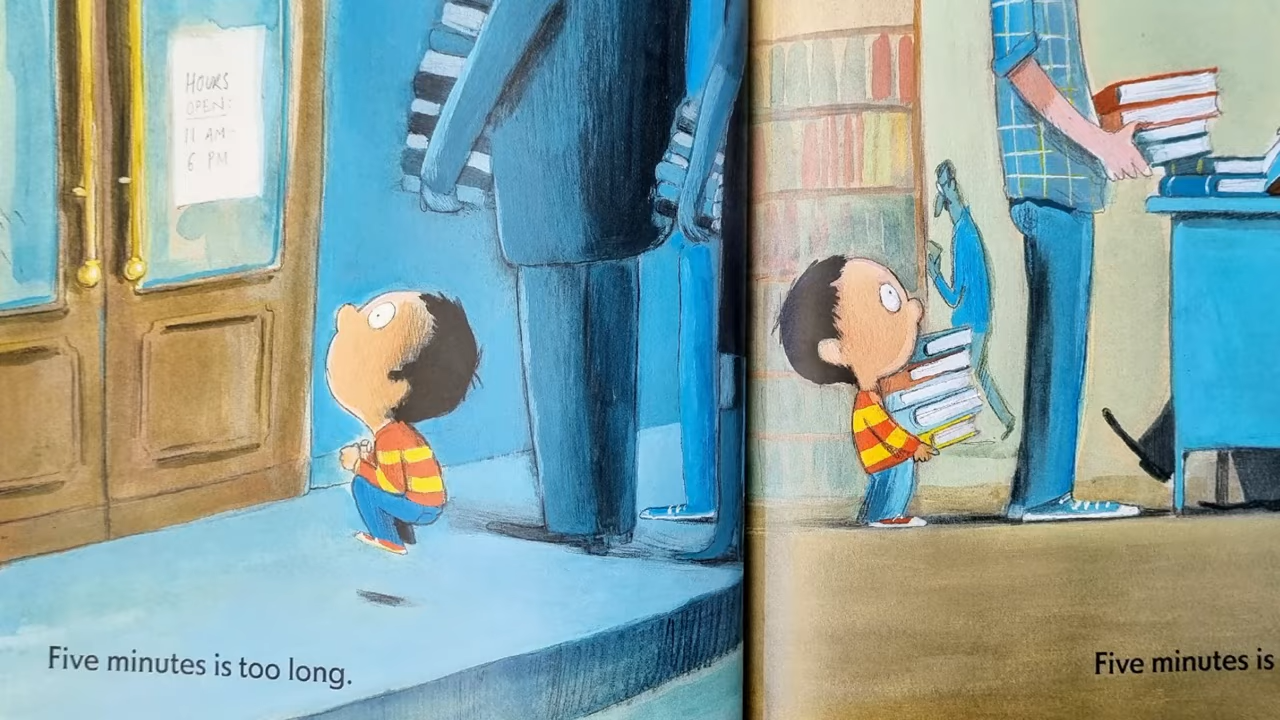 HOURS
OPEN:
11 AM-
6 PM
Five minutes is too long.
Five minutes is